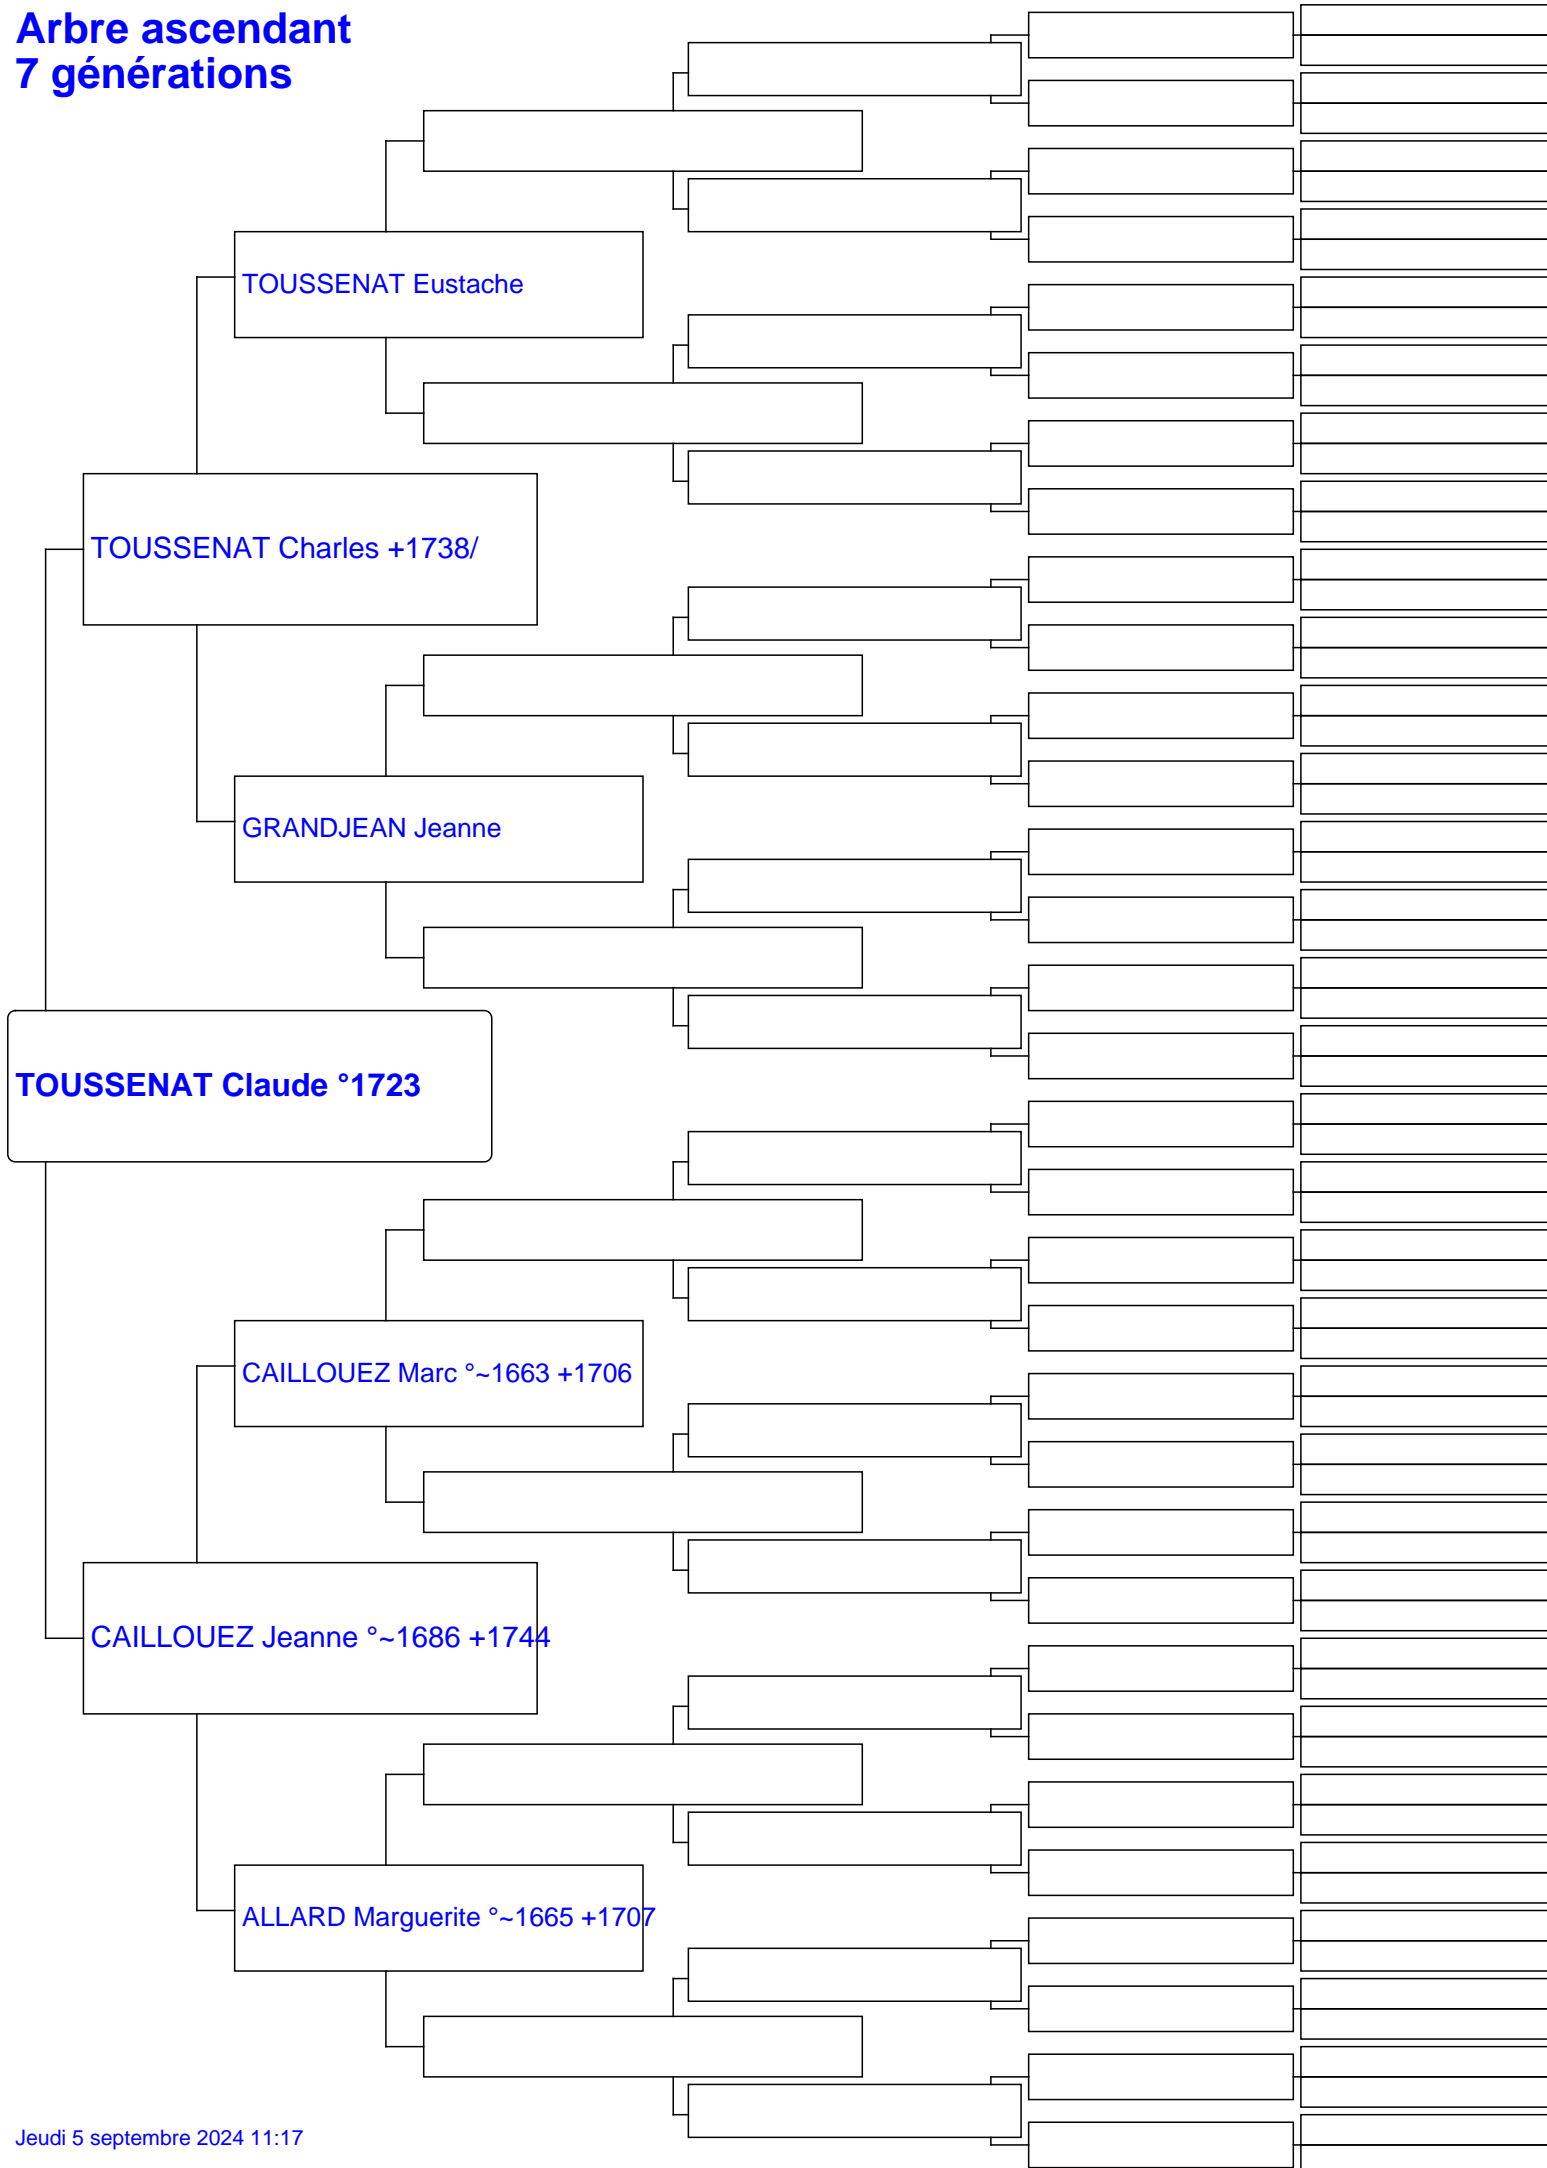 Arbre ascendant
7 générations
TOUSSENAT Eustache
TOUSSENAT Charles +1738/
GRANDJEAN Jeanne
TOUSSENAT Claude °1723
CAILLOUEZ Marc °~1663 +1706
CAILLOUEZ Jeanne °~1686 +1744
ALLARD Marguerite °~1665 +1707
Jeudi 5 septembre 2024 11:17